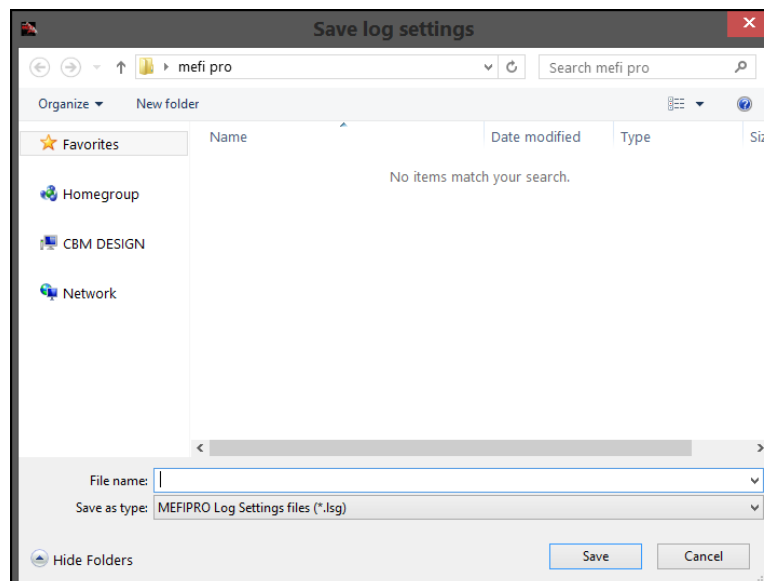 Save log settings
mefi pro
Search mefi pro
Organize
New folder
Name
Date modified
Type
Siz
No items match your search.
Favorites
Homegroup
CBM DESIGN
Network
File name:
Save as type: MEFIPRO Log Settings files (*.lsg)
Hide Folders
Save
Cancel